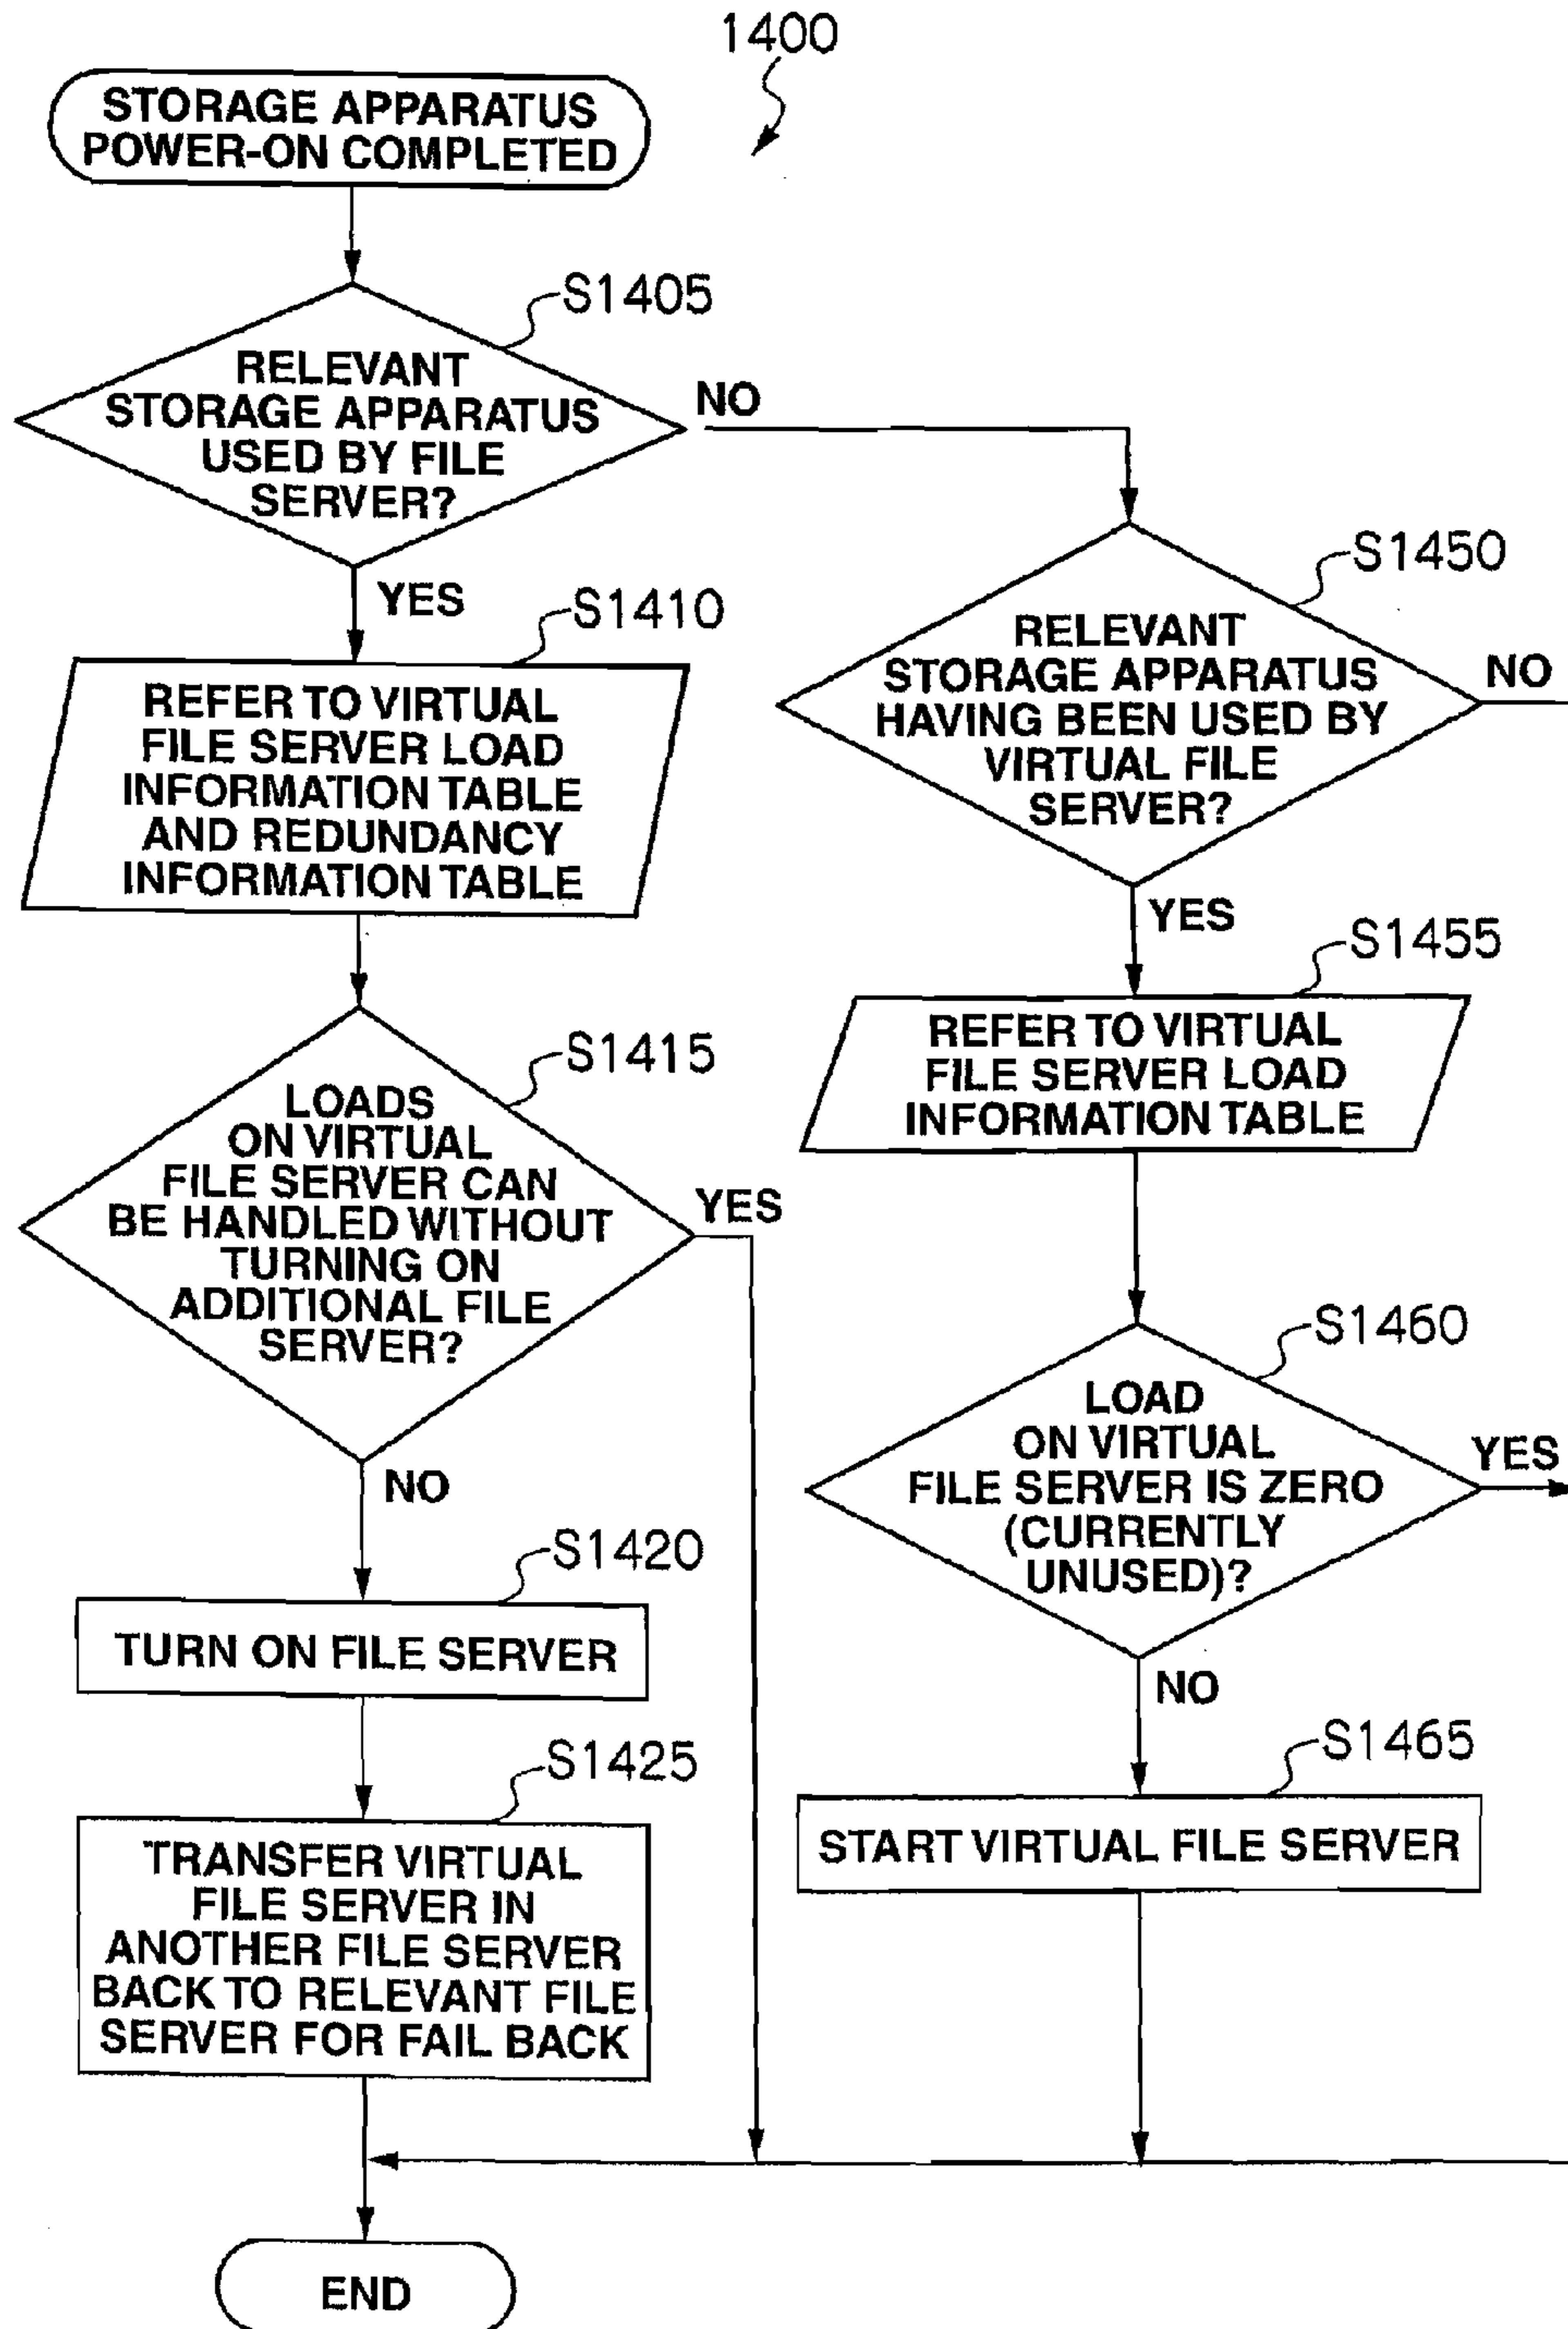 1400
STORAGE APPARATUS
POWER-ON COMPLETED
S1405
RELEVANT
STORAGE APPARATUS
USED BY FILE
SERVER?
NO
YES
S1410
REFER TO VIRTUAL
FILE SERVER LOAD
INFORMATION TABLE
AND REDUNDANCY
INFORMATION TABLE
S1415
LOADS
ON VIRTUAL
FILE SERVER CAN
BE HANDLED WITHOUT
TURNING ON
ADDITIONAL FILE
SERVER?
YES
NO
S1420
TURN ON FILE SERVER
S1425
TRANSFER VIRTUAL
FILE SERVER IN
ANOTHER FILE SERVER
BACK TO RELEVANT FILE
SERVER FOR FAIL BACK
END
S1450
RELEVANT
STORAGE APPARATUS
HAVING BEEN USED BY
VIRTUAL FILE
SERVER?
NO
YES
S1455
REFER TO VIRTUAL
FILE SERVER LOAD
INFORMATION TABLE
S1460
LOAD
ON VIRTUAL
FILE SERVER IS ZERO
(CURRENTLY
UNUSED)?
YES
NO
S1465
START VIRTUAL FILE SERVER